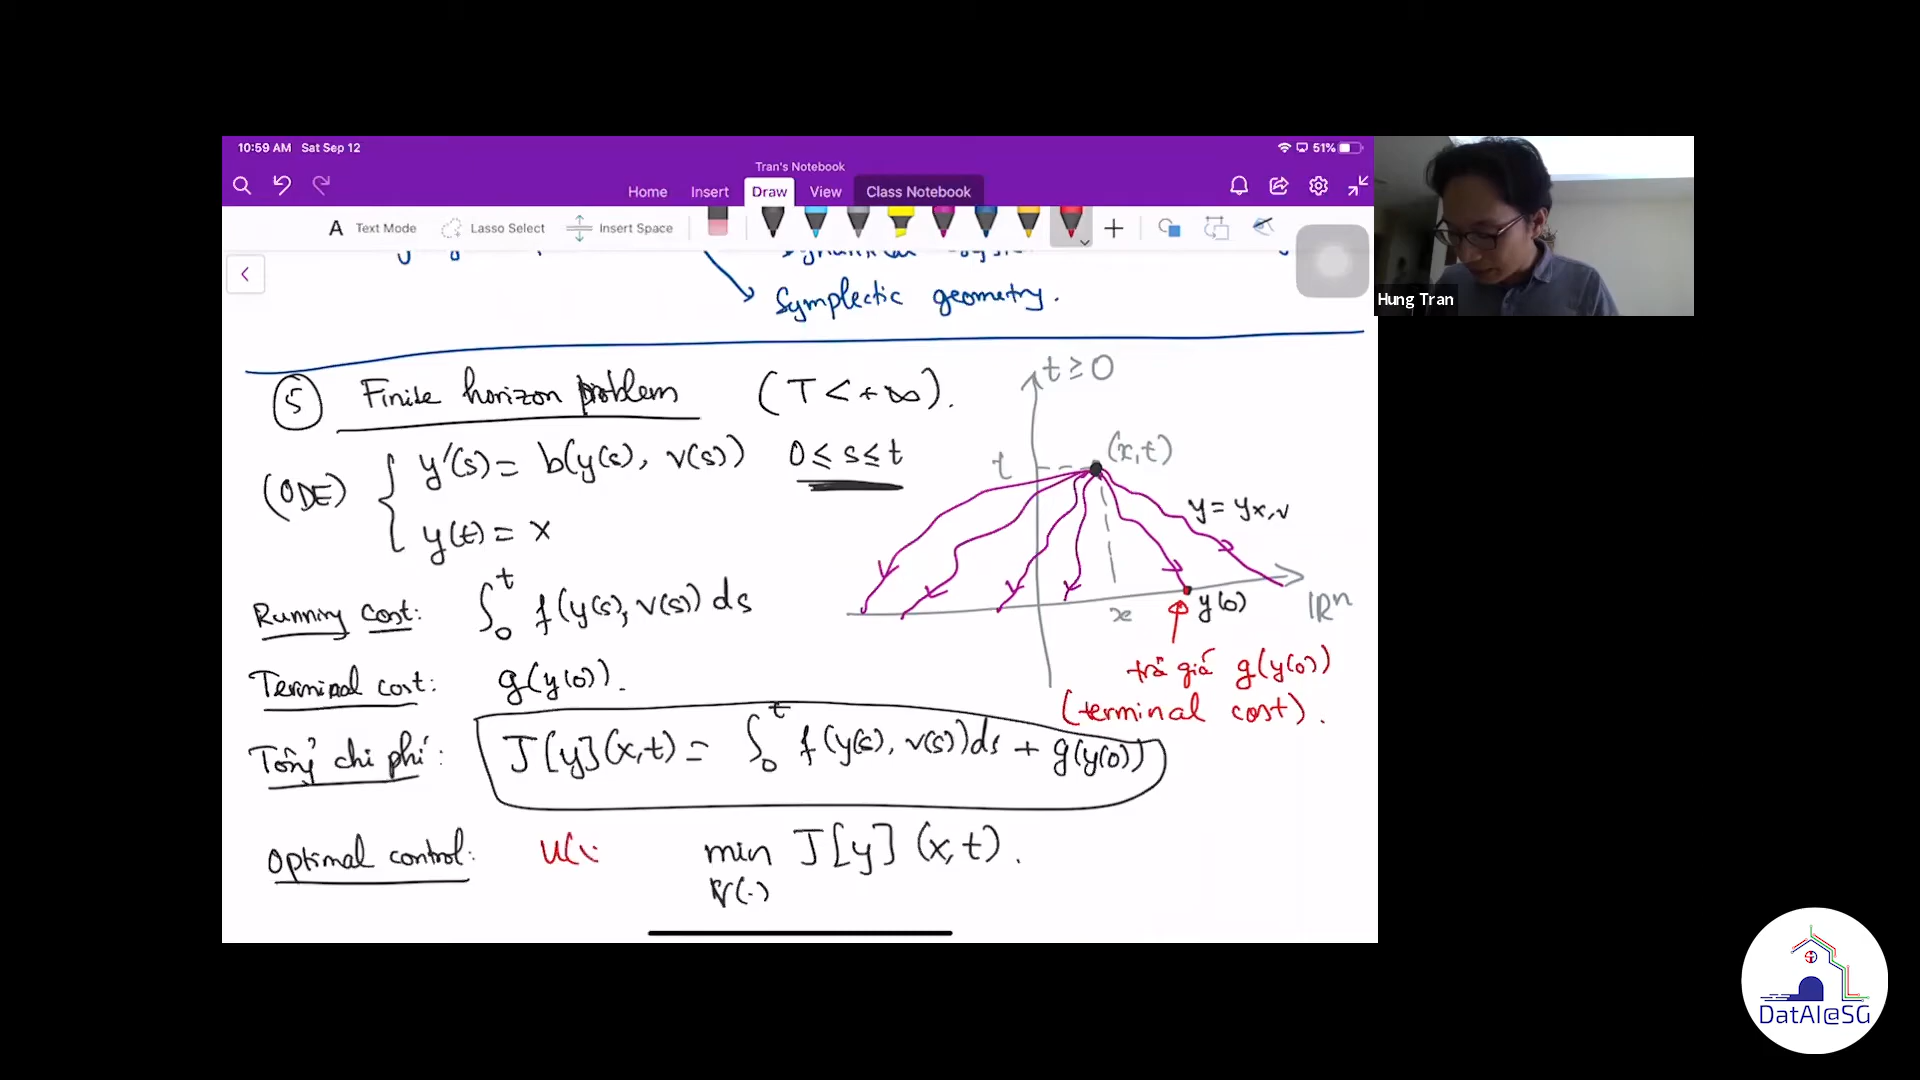 10:59 AM Sat Sep 12
51%
Tran's Notebook
Home Insert Draw View Class Notebook
Text Mode Lasso Select Insert Space
Symplectic geometry.
Hung Tran
5 Finite horizon problem (T < +∞).
t ≥ 0
(ODE) { y'(s) = b(y(s), v(s)) 0 ≤ s ≤ t
y(t) = x
t (x,t)
y = y_{x,v}
x y(0) ℝⁿ
Running cost: ∫₀ᵗ f(y(s), v(s)) ds
Terminal cost: g(y(0)).
trả giá g(y(0))
(terminal cost).
Tổng chi phí: J[y](x,t) = ∫₀ᵗ f(y(s), v(s)) ds + g(y(0))
Optimal control: u( min J[y](x,t).
v(·)
DatAI@SG